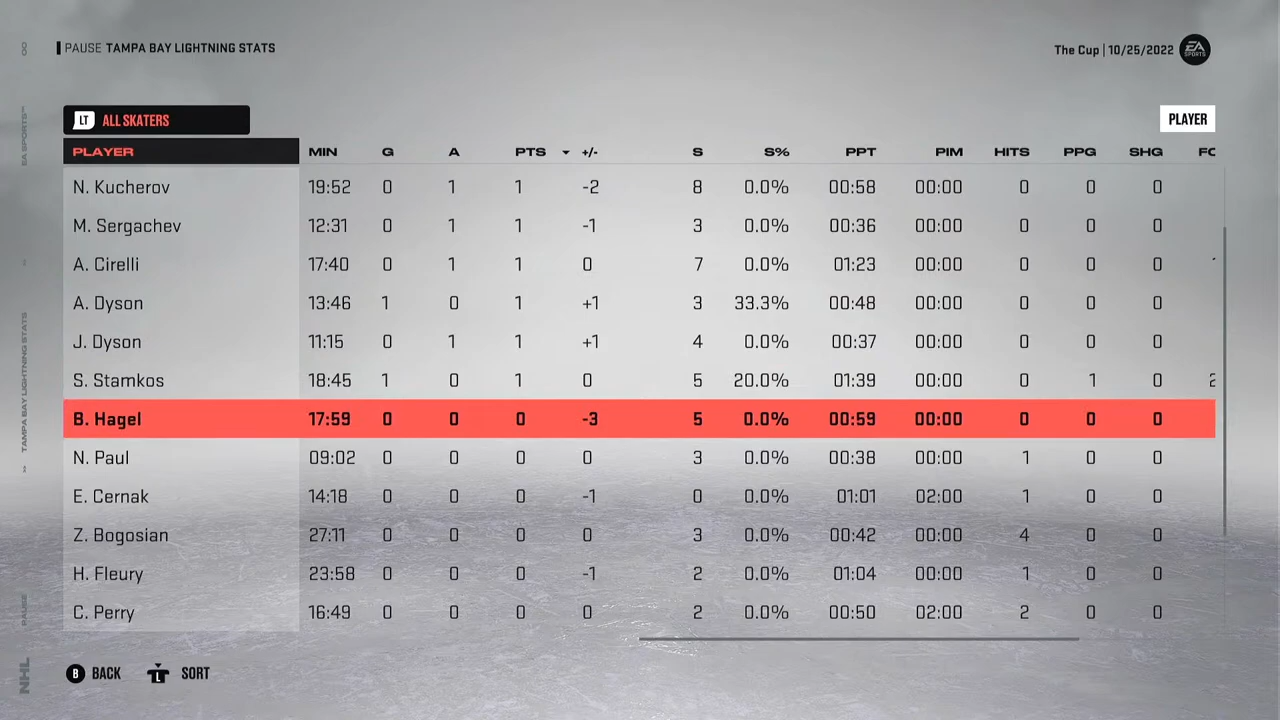 PAUSE TAMPA BAY LIGHTNING STATS
The Cup | 10/25/2022
EA SPORTS
LT ALL SKATERS
PLAYER
PLAYER MIN G A PTS +/- S S% PPT PIM HITS PPG SHG
N. Kucherov 19:52 0 1 1 -2 8 0.0% 00:58 00:00 0 0 0
M. Sergachev 12:31 0 1 1 -1 3 0.0% 00:36 00:00 0 0 0
A. Cirelli 17:40 0 1 1 0 7 0.0% 01:23 00:00 0 0 0
A. Dyson 13:46 1 0 1 +1 3 33.3% 00:48 00:00 0 0 0
J. Dyson 11:15 0 1 1 +1 4 0.0% 00:37 00:00 0 0 0
S. Stamkos 18:45 1 0 1 0 5 20.0% 01:39 00:00 0 1 0
B. Hagel 17:59 0 0 0 -3 5 0.0% 00:59 00:00 0 0 0
N. Paul 09:02 0 0 0 0 3 0.0% 00:38 00:00 1 0 0
E. Cernak 14:18 0 0 0 -1 0 0.0% 01:01 02:00 1 0 0
Z. Bogosian 27:11 0 0 0 0 3 0.0% 00:42 00:00 4 0 0
H. Fleury 23:58 0 0 0 -1 2 0.0% 01:04 00:00 1 0 0
C. Perry 16:49 0 0 0 0 2 0.0% 00:50 02:00 2 0 0
B BACK L SORT
EA SPORTS™
TAMPA BAY LIGHTNING STATS
PAUSE
NHL